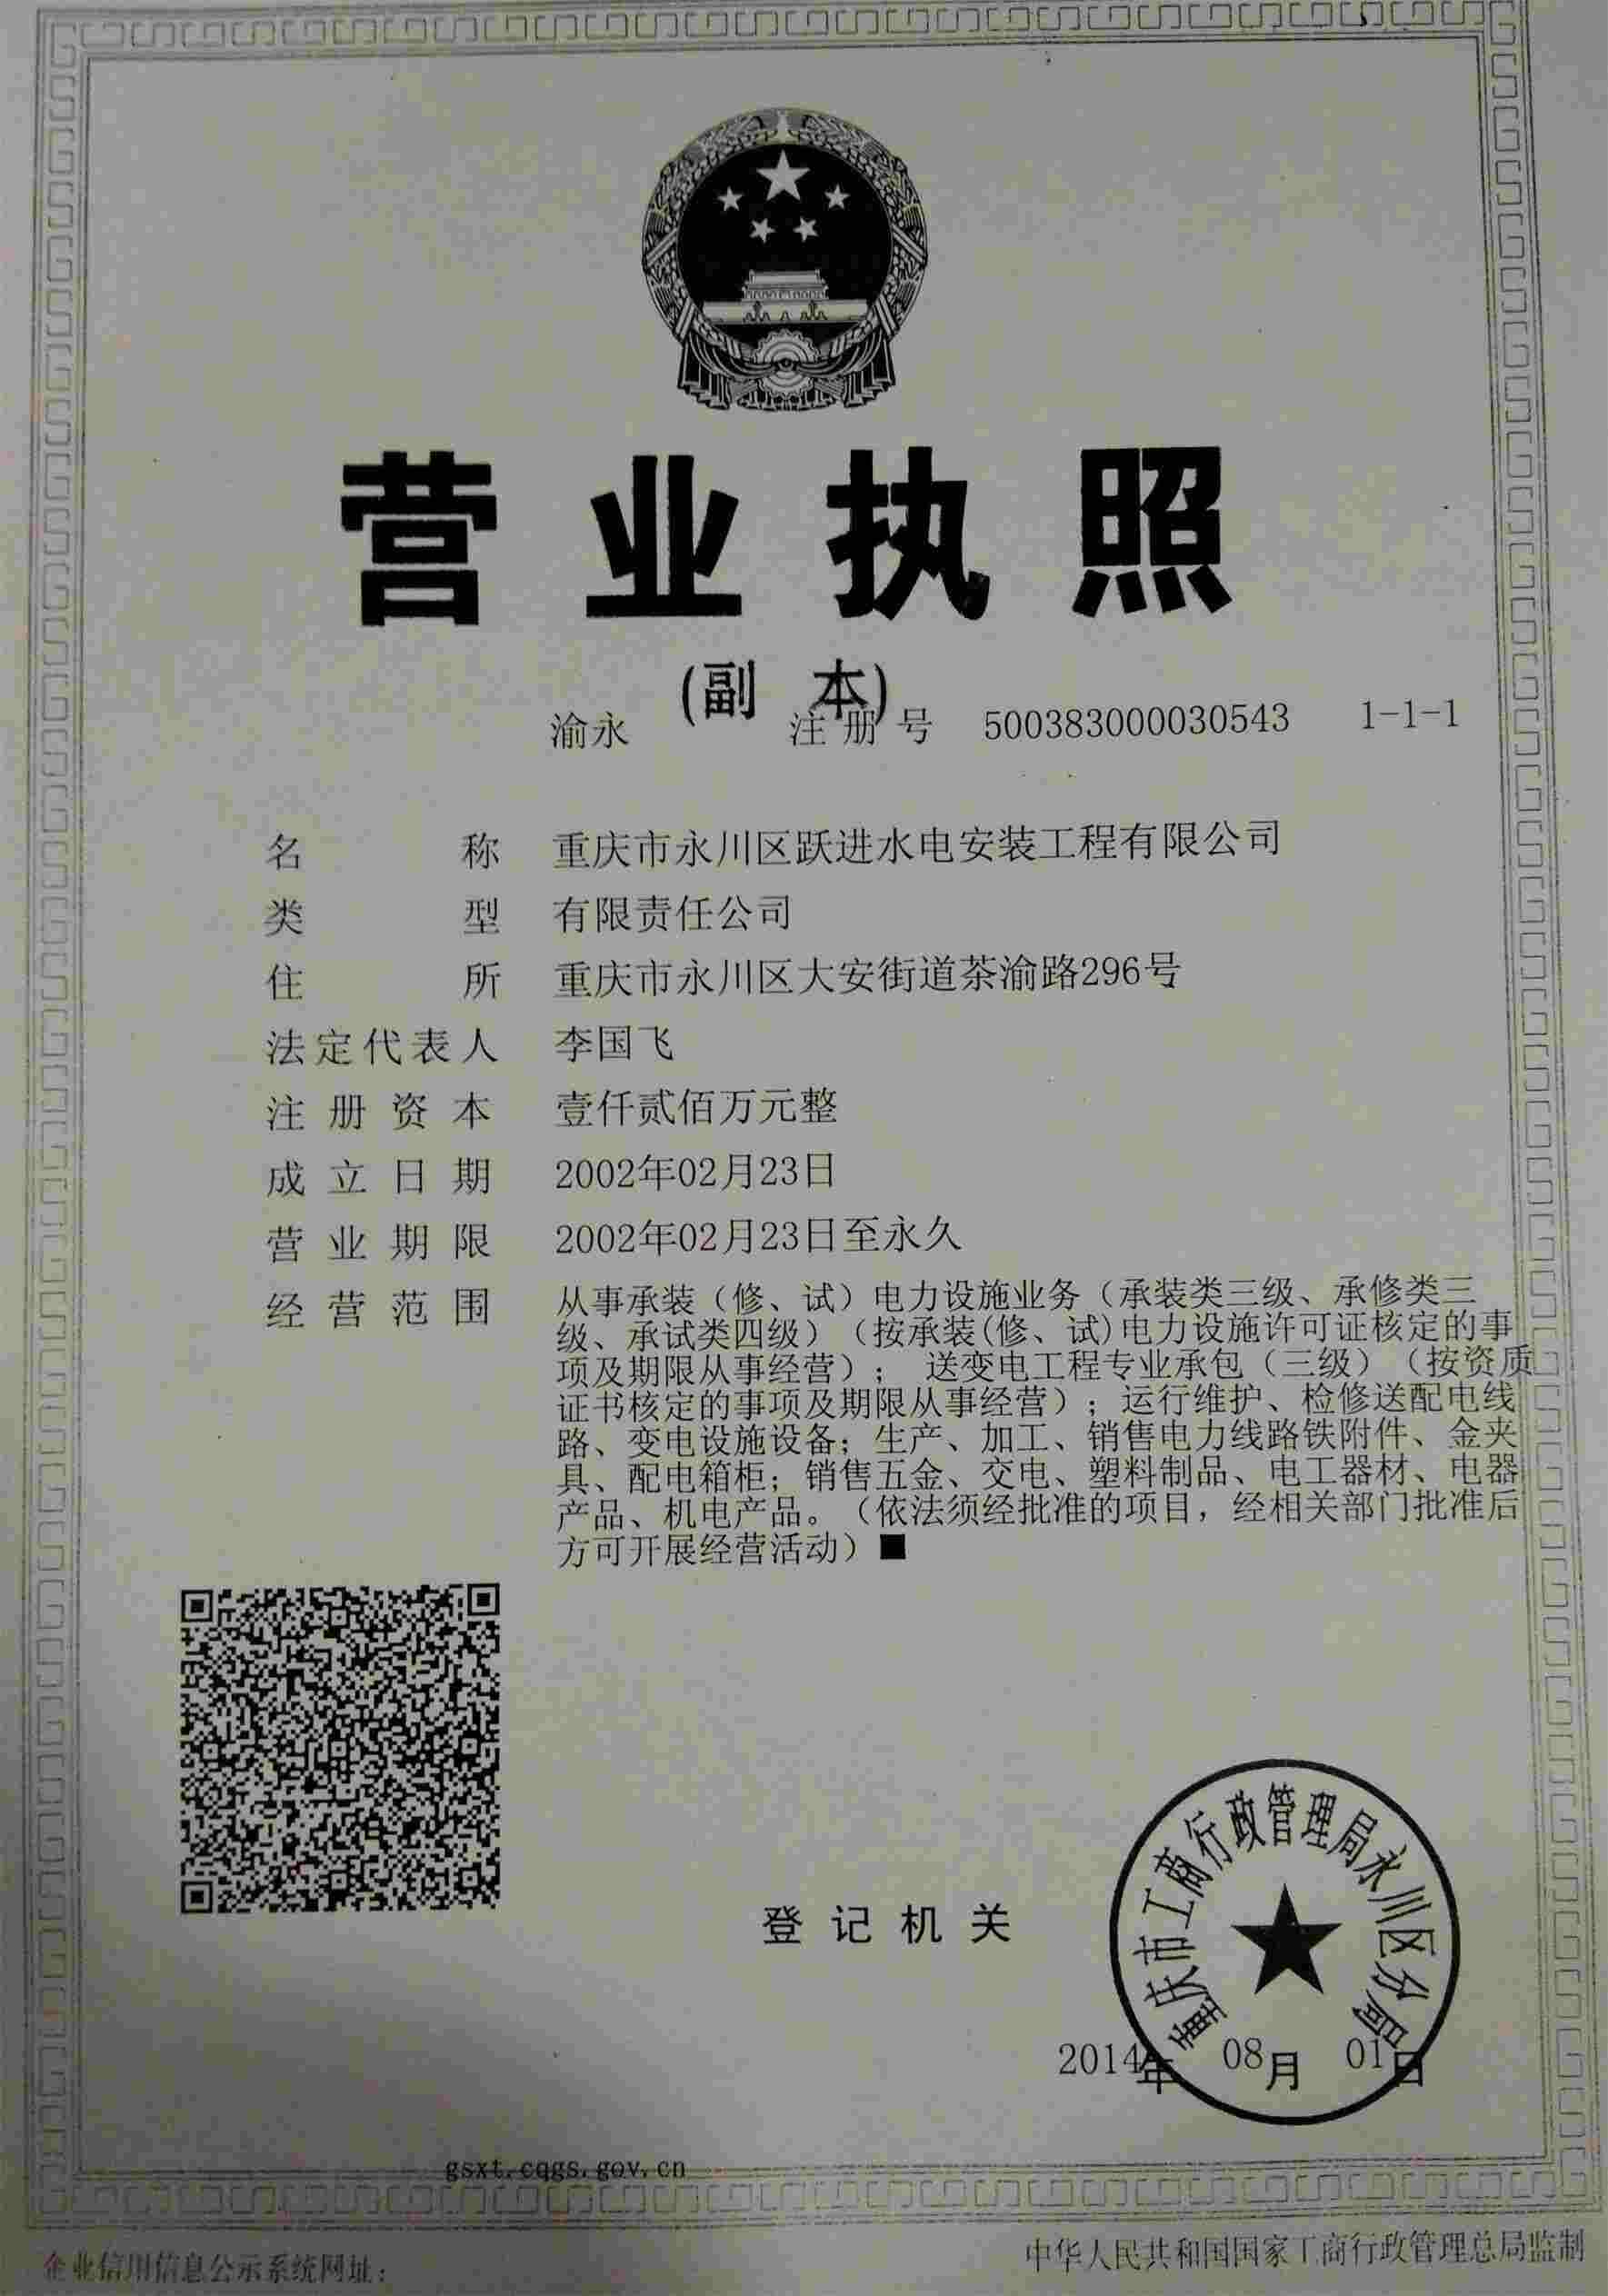 营业执照
(副 本)
渝永 注册号 500383000030543 1-1-1
名称 重庆市永川区跃进水电安装工程有限公司
类型 有限责任公司
住所 重庆市永川区大安街道茶渝路296号
法定代表人 李国飞
注册资本 壹仟贰佰万元整
成立日期 2002年02月23日
营业期限 2002年02月23日至永久
经营范围 从事承装（修、试）电力设施业务（承装类三级、承修类三
级、承试类四级）（按承装(修、试)电力设施许可证核定的事
项及期限从事经营）； 送变电工程专业承包（三级）（按资质
证书核定的事项及期限从事经营）；运行维护、检修送配电线
路、变电设施设备；生产、加工、销售电力线路铁附件、金夹
具、配电箱柜；销售五金、交电、塑料制品、电工器材、电器
产品、机电产品。（依法须经批准的项目，经相关部门批准后
方可开展经营活动）■
重庆市工商行政管理局永川区分局
登记机关
2014年 08月 01日
gsxt.cqgs.gov.cn
企业信用信息公示系统网址：
中华人民共和国国家工商行政管理总局监制